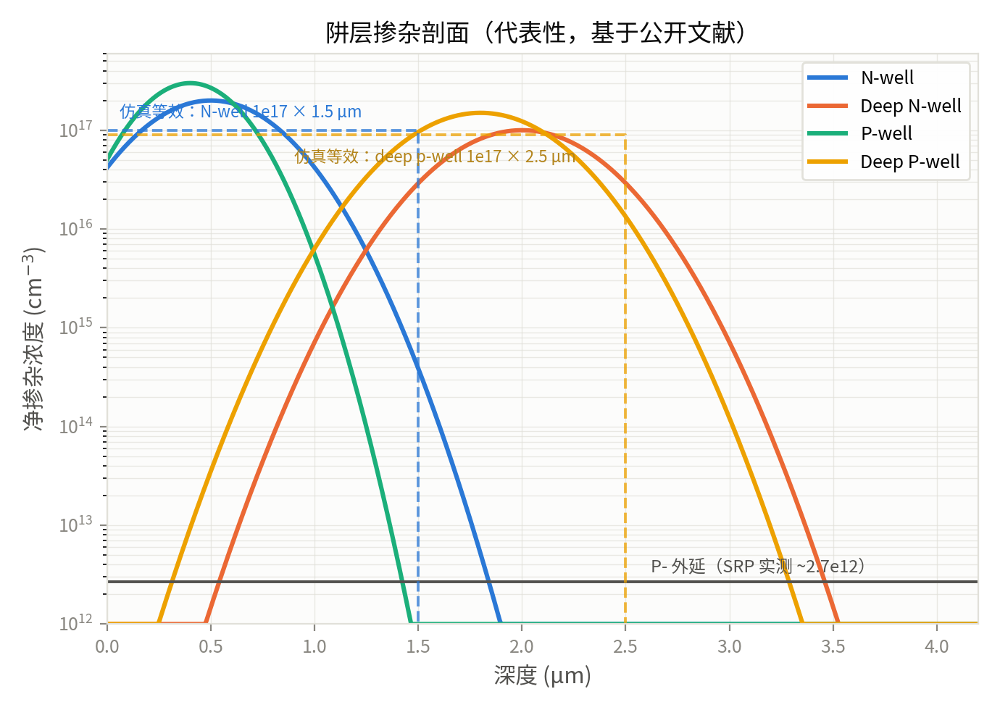 阱层掺杂剖面（代表性，基于公开文献）
N-well
Deep N-well
P-well
Deep P-well
仿真等效：N-well 1e17 × 1.5 μm
仿真等效：deep p-well 1e17 × 2.5 μm
P- 外延（SRP 实测 ~2.7e12）
净掺杂浓度 (cm⁻³)
10¹⁷
10¹⁶
10¹⁵
10¹⁴
10¹³
10¹²
0.0 0.5 1.0 1.5 2.0 2.5 3.0 3.5 4.0
深度 (μm)